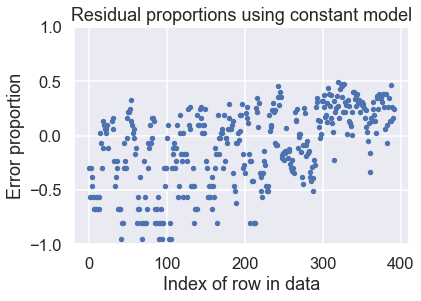 Residual proportions using constant model
1.0
0.5
0.0
−0.5
−1.0
Error proportion
0 100 200 300 400
Index of row in data